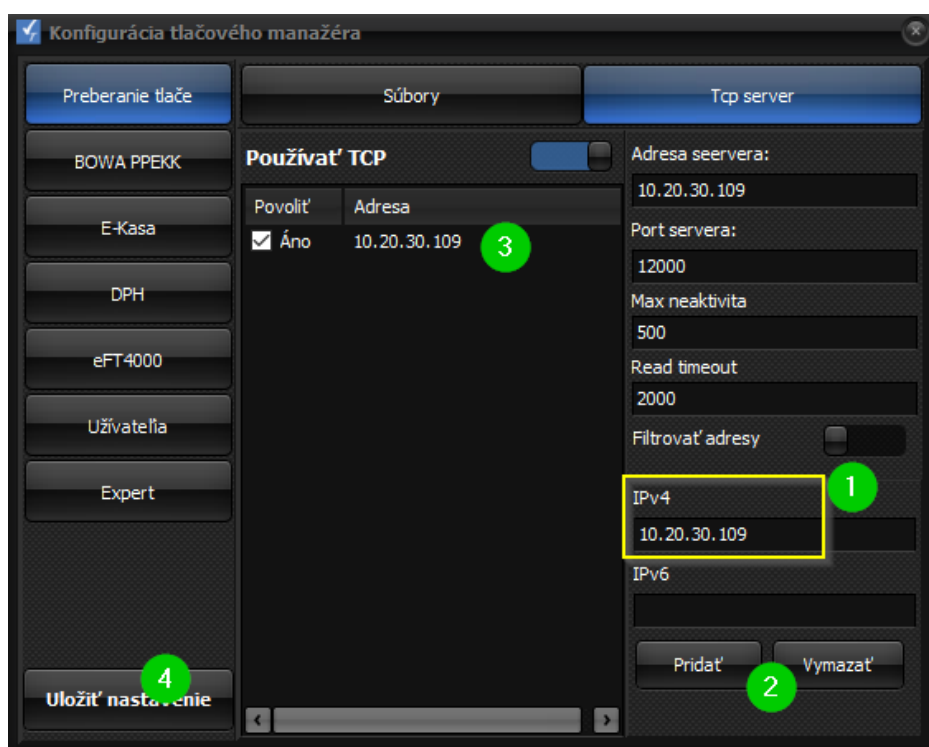 Konfigurácia tlačového manažéra
Preberanie tlače
Súbory
Tcp server
BOWA PPEKK
E-Kasa
DPH
eFT4000
Užívateľia
Expert
Uložiť nastavenie
4
Používať TCP
Povoliť Adresa
Áno 10.20.30.109
3
Adresa seervera:
10.20.30.109
Port servera:
12000
Max neaktivita
500
Read timeout
2000
Filtrovať adresy
1
IPv4
10.20.30.109
IPv6
Pridať
Vymazať
2